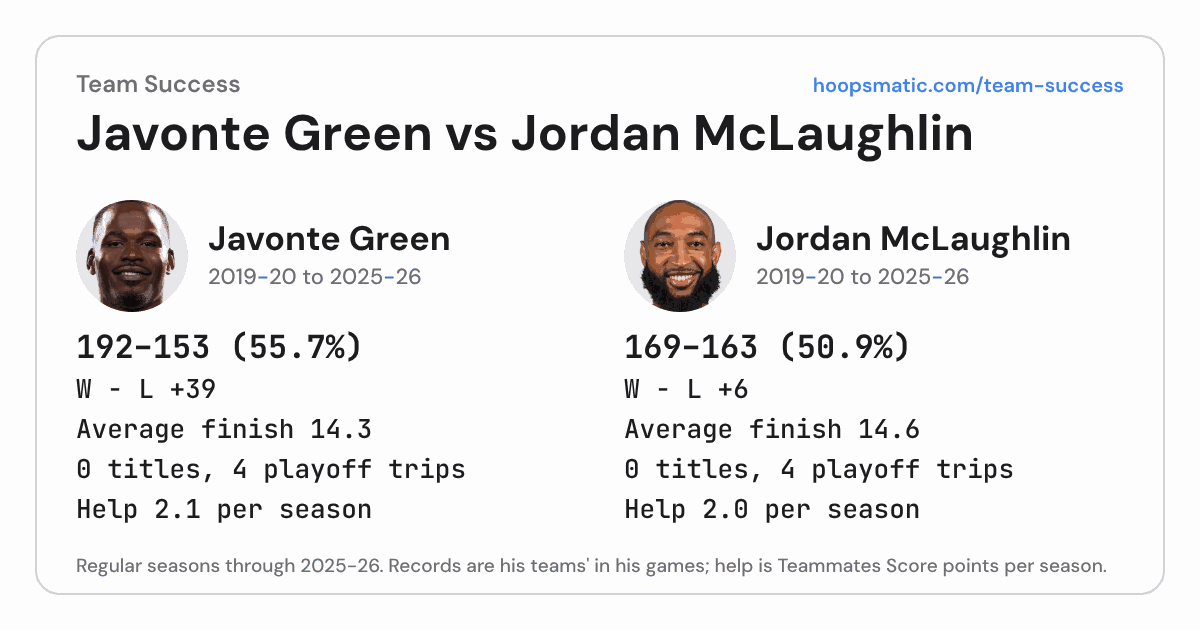 Team Success
hoopsmatic.com/team-success
Javonte Green vs Jordan McLaughlin
Javonte Green
2019-20 to 2025-26
192–153 (55.7%)
W - L +39
Average finish 14.3
0 titles, 4 playoff trips
Help 2.1 per season
Jordan McLaughlin
2019-20 to 2025-26
169–163 (50.9%)
W - L +6
Average finish 14.6
0 titles, 4 playoff trips
Help 2.0 per season
Regular seasons through 2025-26. Records are his teams' in his games; help is Teammates Score points per season.